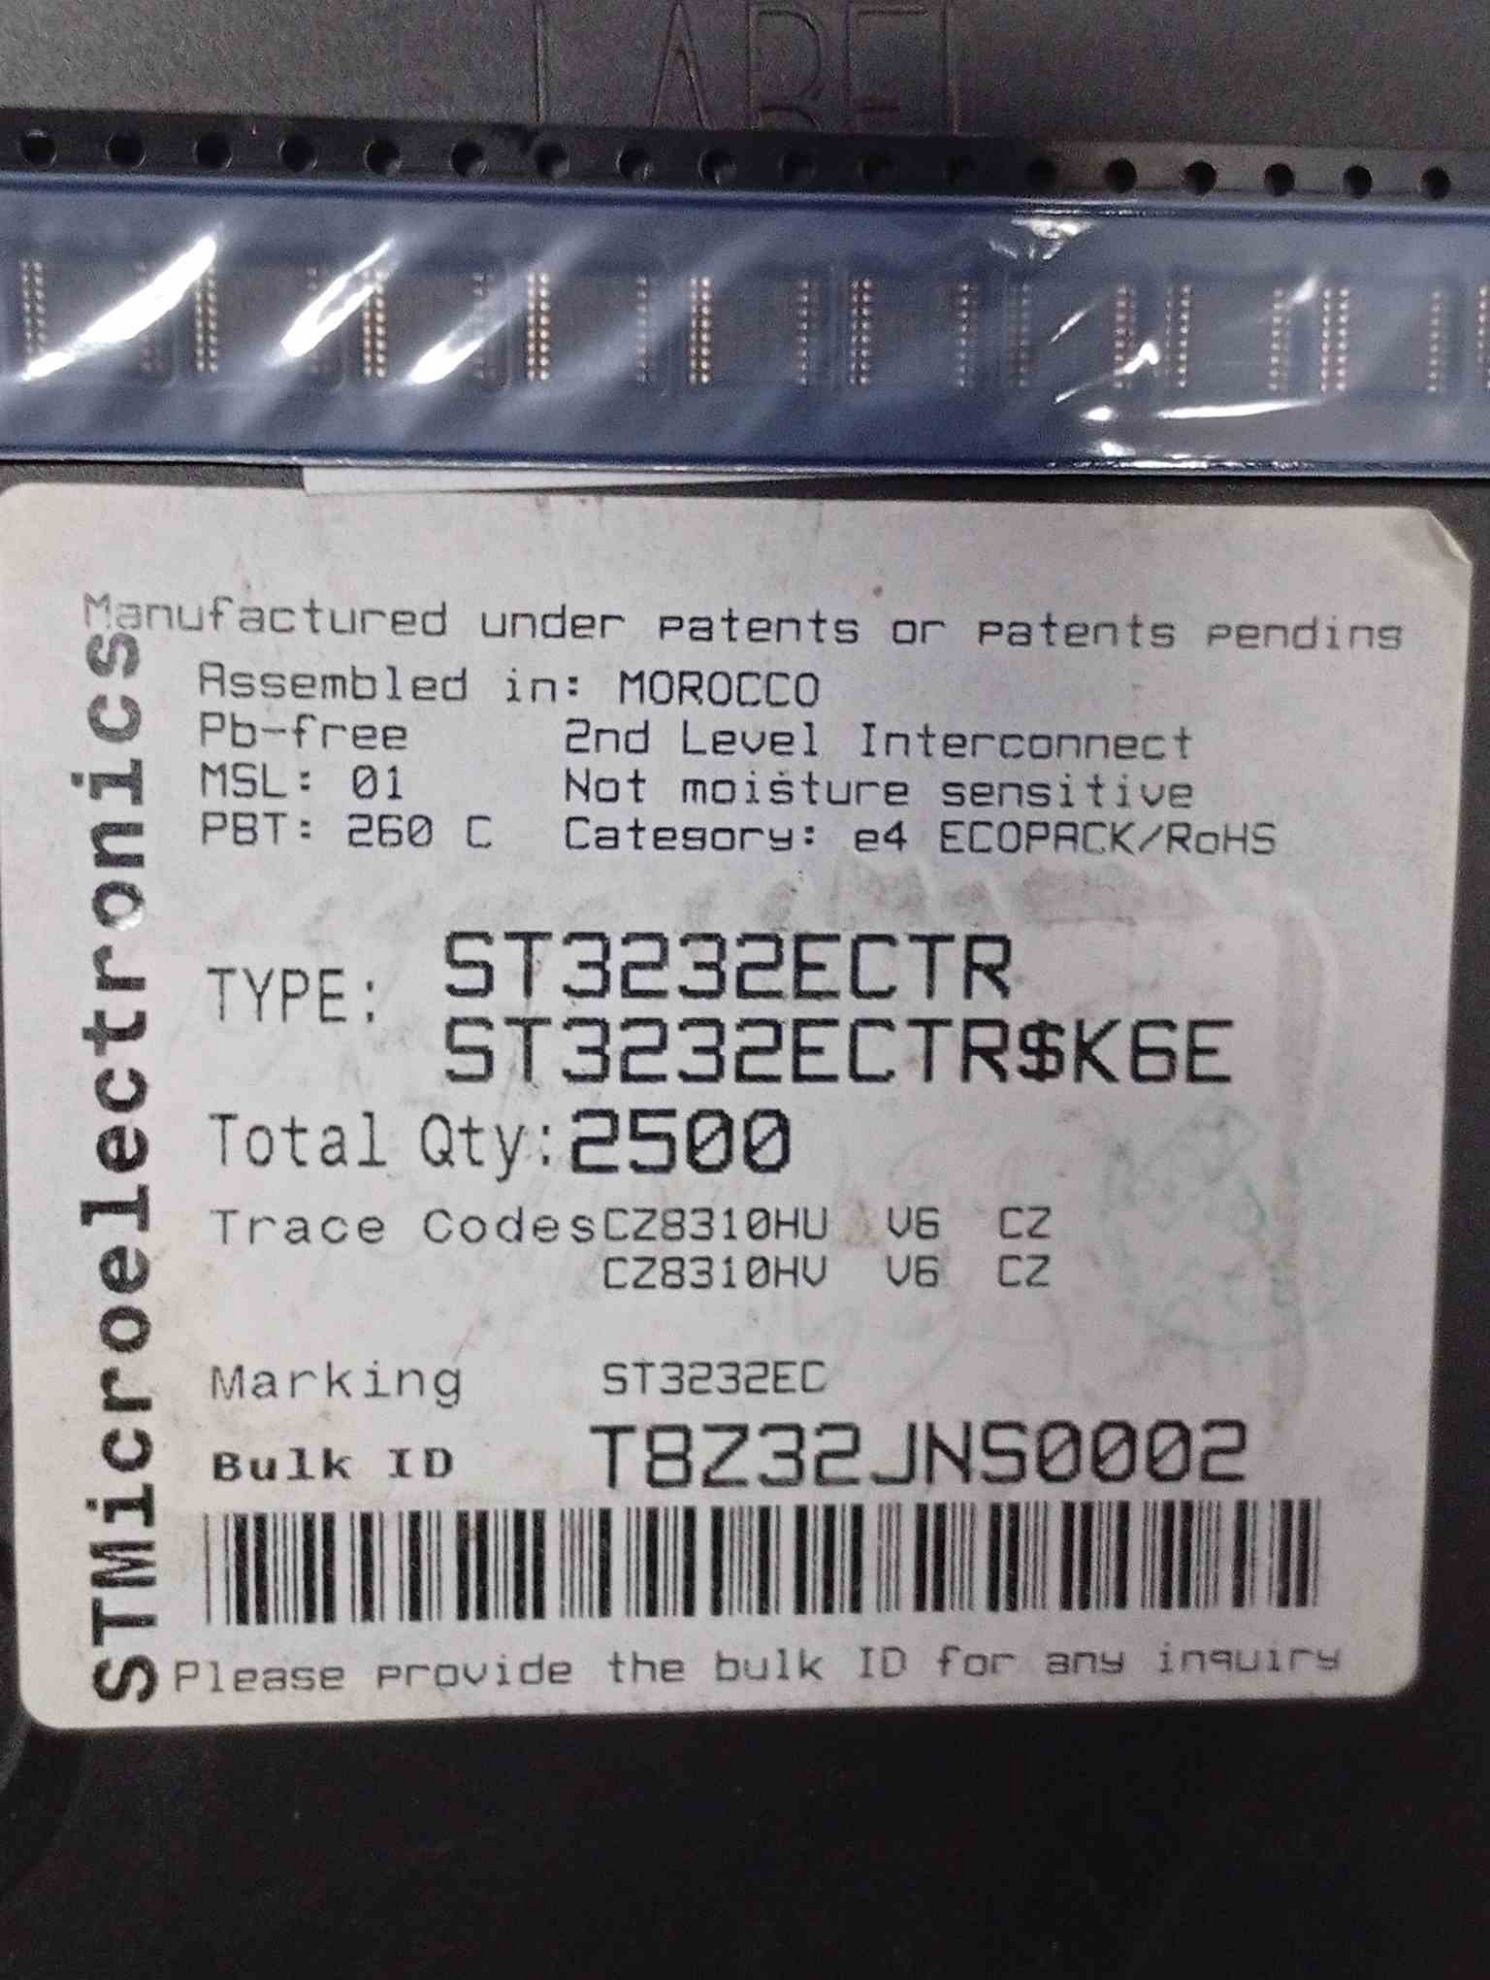 LABEL
Manufactured under patents or patents pending
Assembled in: MOROCCO
Pb-free 2nd Level Interconnect
MSL: 01 Not moisture sensitive
PBT: 260 C Category: e4 ECOPACK/RoHS
TYPE: ST3232ECTR
ST3232ECTR$K6E
Total Qty: 2500
Trace Codes CZ8310HU V6 CZ
CZ8310HV V6 CZ
Marking ST3232EC
Bulk ID T8Z32JNS0002
Please provide the bulk ID for any inquiry
STMicroelectronics